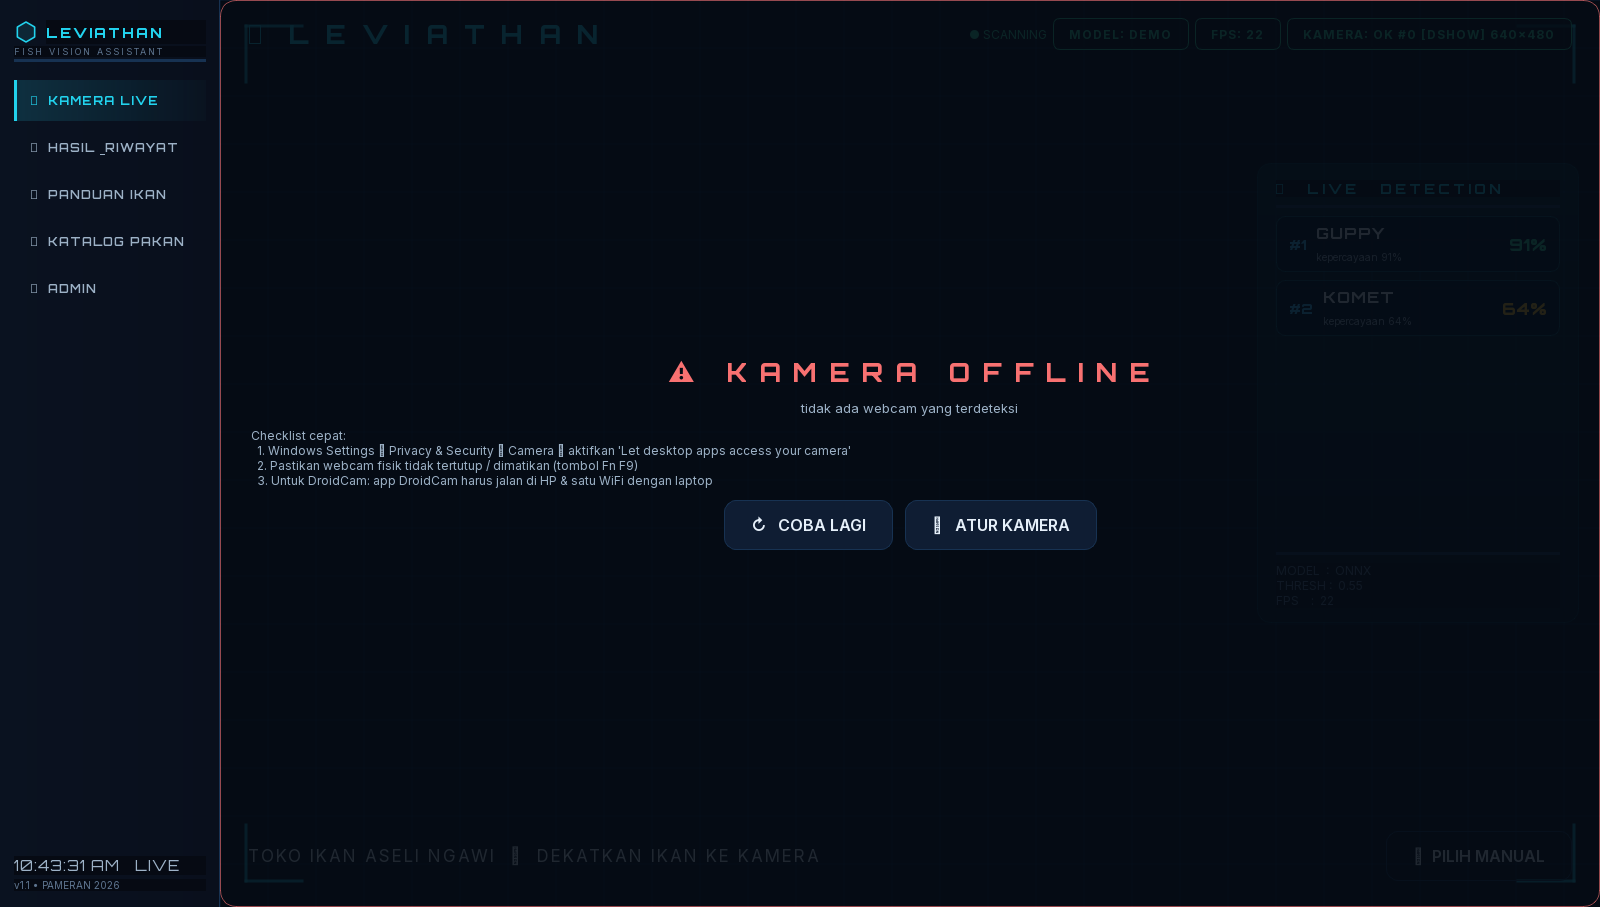 LEVIATHAN
FISH VISION ASSISTANT
KAMERA LIVE
HASIL _RIWAYAT
PANDUAN IKAN
KATALOG PAKAN
ADMIN
10:43:31 AM LIVE
v1.1 • PAMERAN 2026
LEVIATHAN
● SCANNING
MODEL: DEMO
FPS: 22
KAMERA: OK #0 [DSHOW] 640×480
LIVE DETECTION
#1 GUPPY 91%
kepercayaan 91%
#2 KOMET 64%
kepercayaan 64%
⚠ KAMERA OFFLINE
tidak ada webcam yang terdeteksi
Checklist cepat:
1. Windows Settings ▯ Privacy & Security ▯ Camera ▯ aktifkan 'Let desktop apps access your camera'
2. Pastikan webcam fisik tidak tertutup / dimatikan (tombol Fn F9)
3. Untuk DroidCam: app DroidCam harus jalan di HP & satu WiFi dengan laptop
↻ COBA LAGI
ATUR KAMERA
MODEL : ONNX
THRESH : 0.55
FPS : 22
TOKO IKAN ASELI NGAWI ▯ DEKATKAN IKAN KE KAMERA
PILIH MANUAL